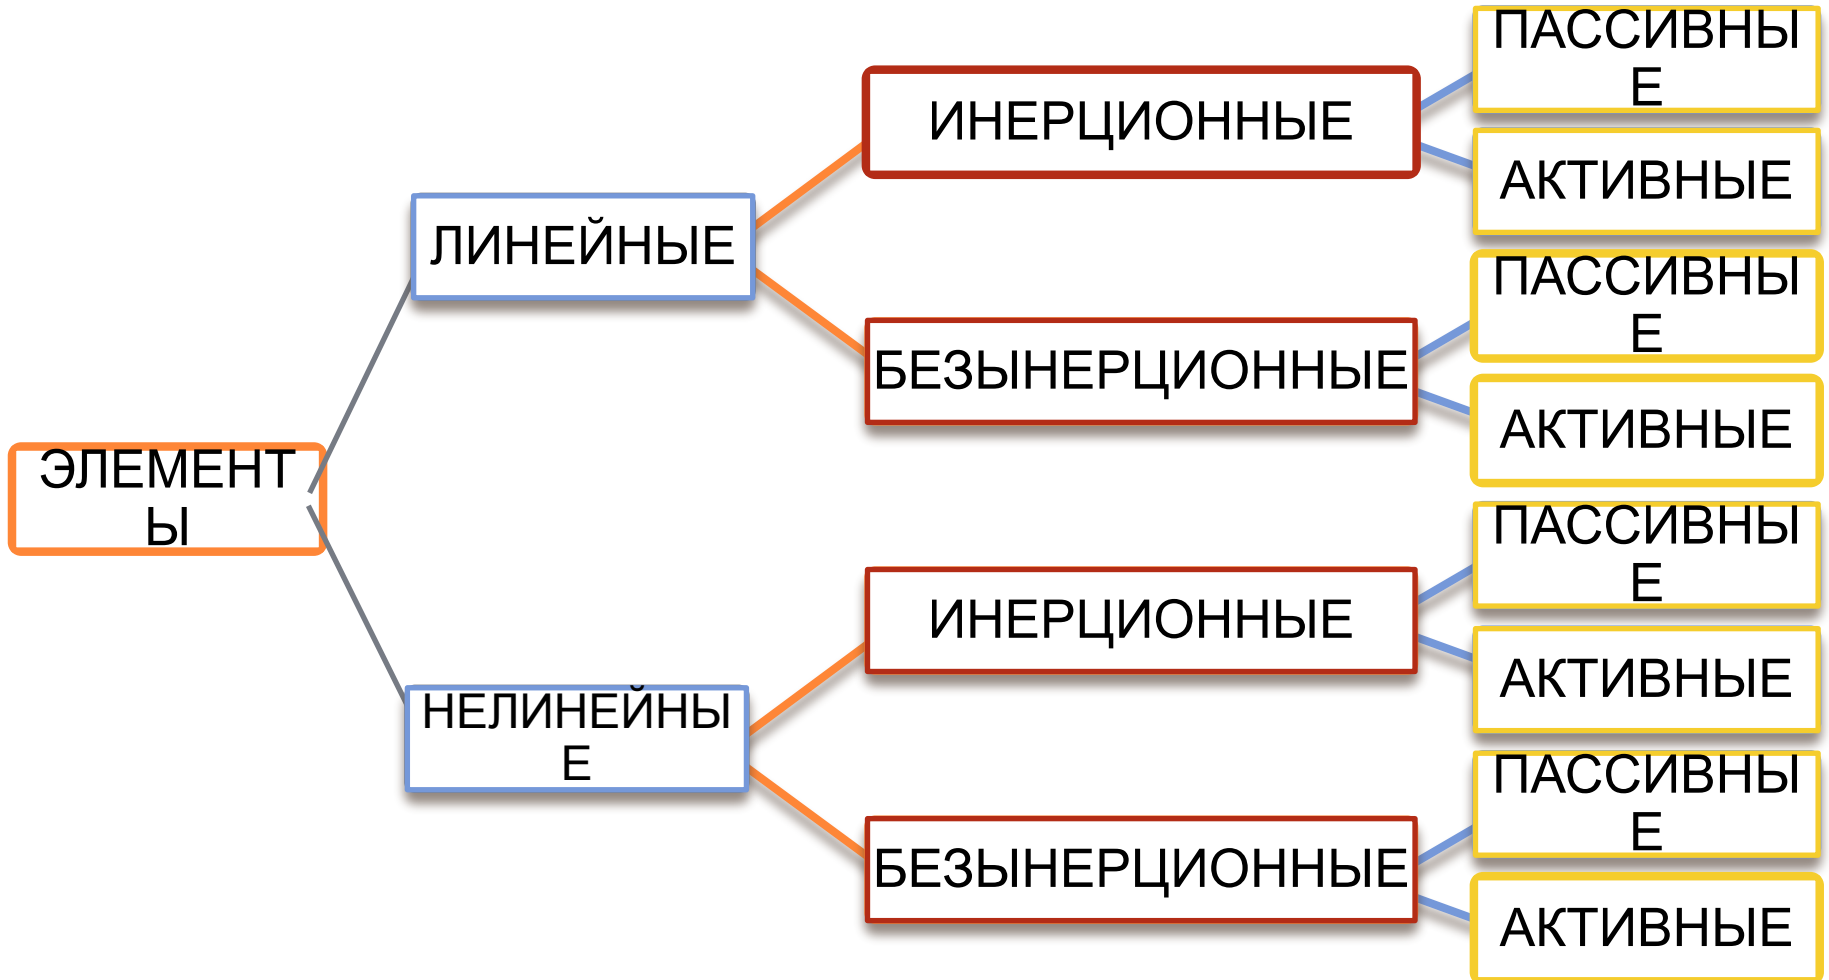 ЭЛЕМЕНТ
Ы
ЛИНЕЙНЫЕ
ИНЕРЦИОННЫЕ
ПАССИВНЫ
Е
АКТИВНЫЕ
БЕЗЫНЕРЦИОННЫЕ
ПАССИВНЫ
Е
АКТИВНЫЕ
НЕЛИНЕЙНЫ
Е
ИНЕРЦИОННЫЕ
ПАССИВНЫ
Е
АКТИВНЫЕ
БЕЗЫНЕРЦИОННЫЕ
ПАССИВНЫ
Е
АКТИВНЫЕ